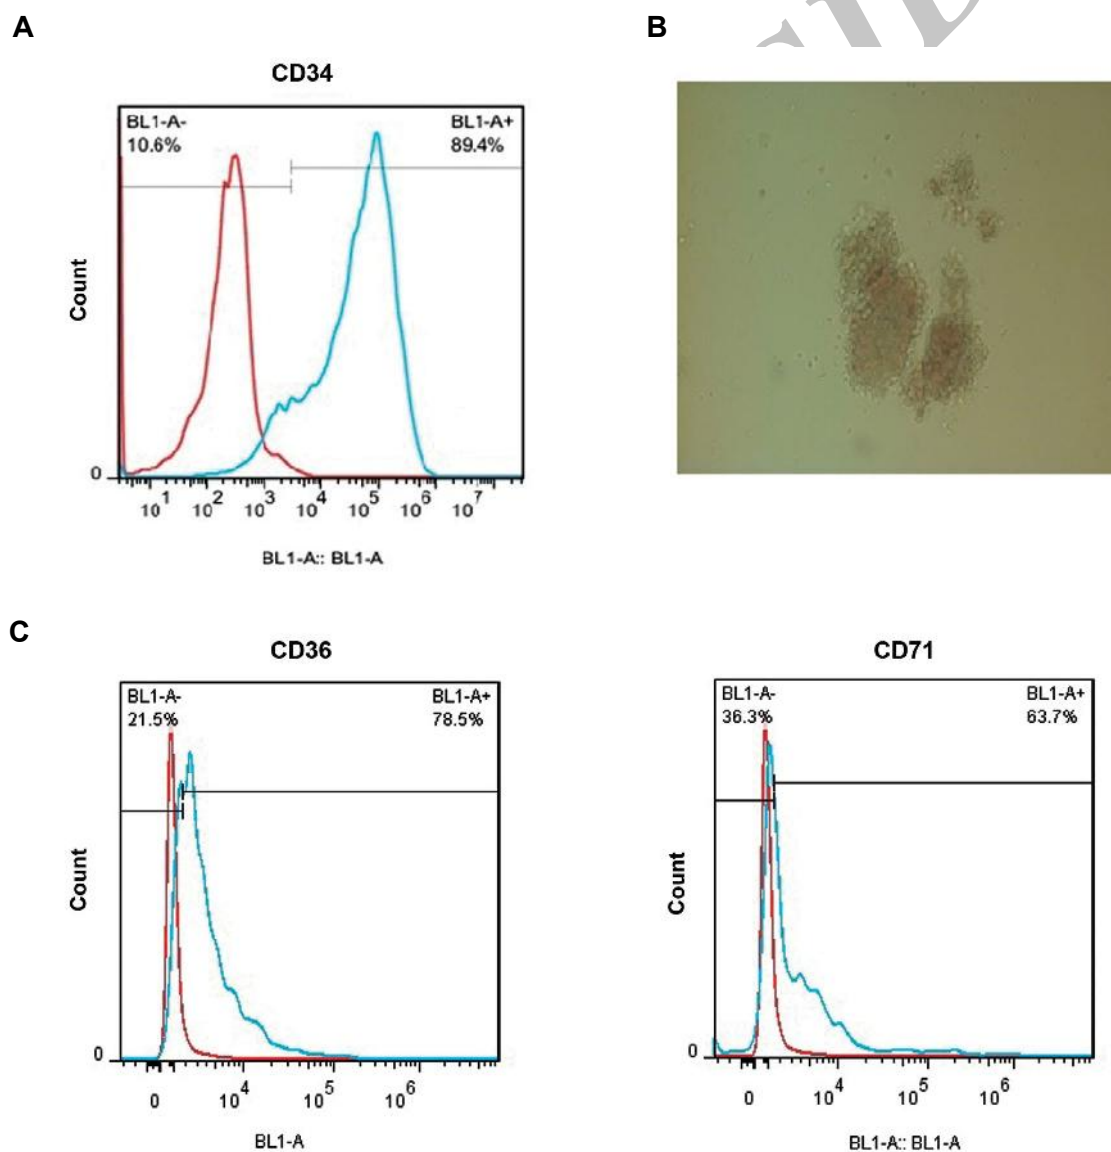 A
B
CD34
BL1-A-
10.6%
BL1-A+
89.4%
Count
0
10^1 10^2 10^3 10^4 10^5 10^6 10^7
BL1-A:: BL1-A
C
CD36
BL1-A-
21.5%
BL1-A+
78.5%
Count
0
0 10^4 10^5 10^6
BL1-A
CD71
BL1-A-
36.3%
BL1-A+
63.7%
Count
0
0 10^4 10^5 10^6
BL1-A:: BL1-A